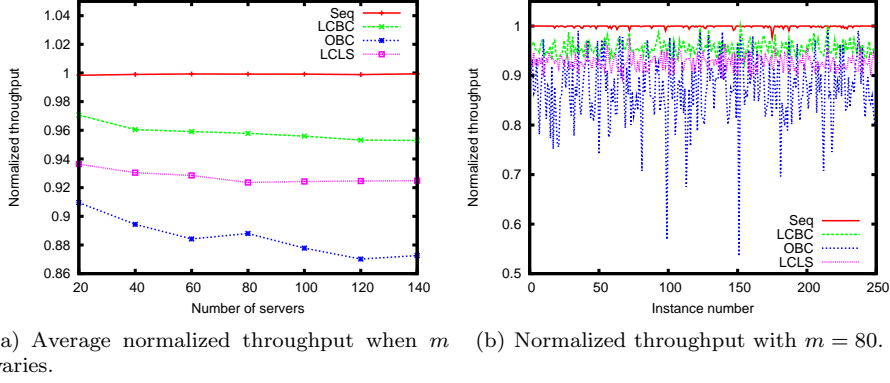 1.04
1.02
1
0.98
0.96
0.94
0.92
0.9
0.88
0.86
20 40 60 80 100 120 140
Normalized throughput
Number of servers
Seq
LCBC
OBC
LCLS
1
0.9
0.8
0.7
0.6
0.5
0 50 100 150 200 250
Normalized throughput
Instance number
Seq
LCBC
OBC
LCLS
a) Average normalized throughput when m
varies.
(b) Normalized throughput with m = 80.